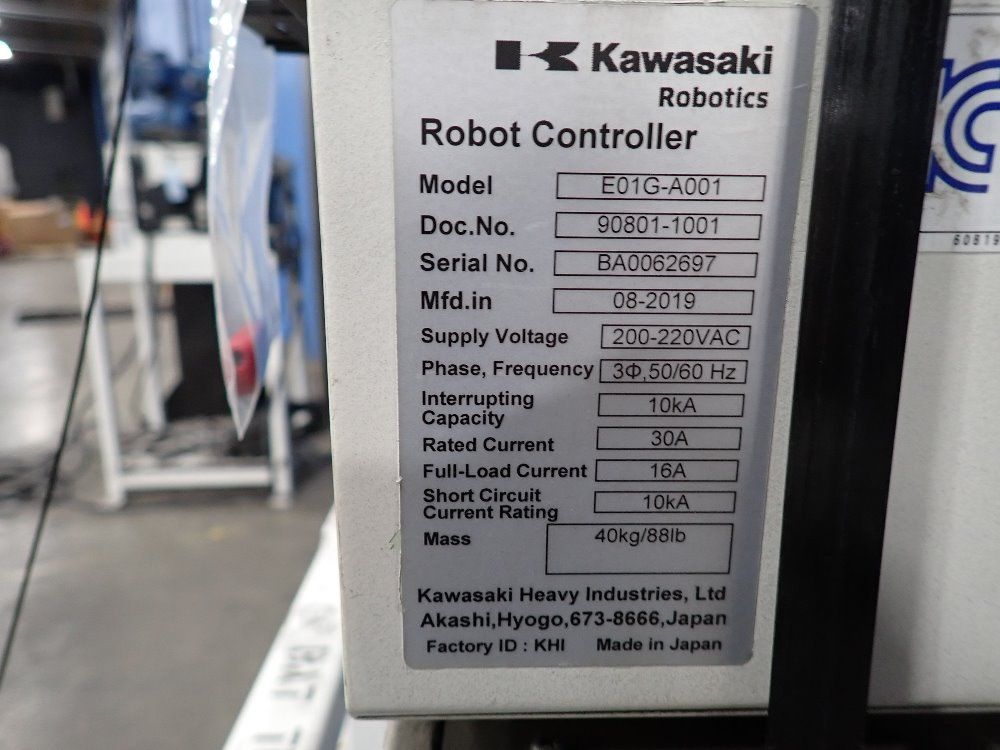 Kawasaki
Robotics
Robot Controller
Model E01G-A001
Doc.No. 90801-1001
Serial No. BA0062697
Mfd.in 08-2019
Supply Voltage 200-220VAC
Phase, Frequency 3Φ,50/60 Hz
Interrupting
Capacity 10kA
Rated Current 30A
Full-Load Current 16A
Short Circuit
Current Rating 10kA
Mass 40kg/88lb
Kawasaki Heavy Industries, Ltd
Akashi,Hyogo,673-8666,Japan
Factory ID : KHI Made in Japan
60819